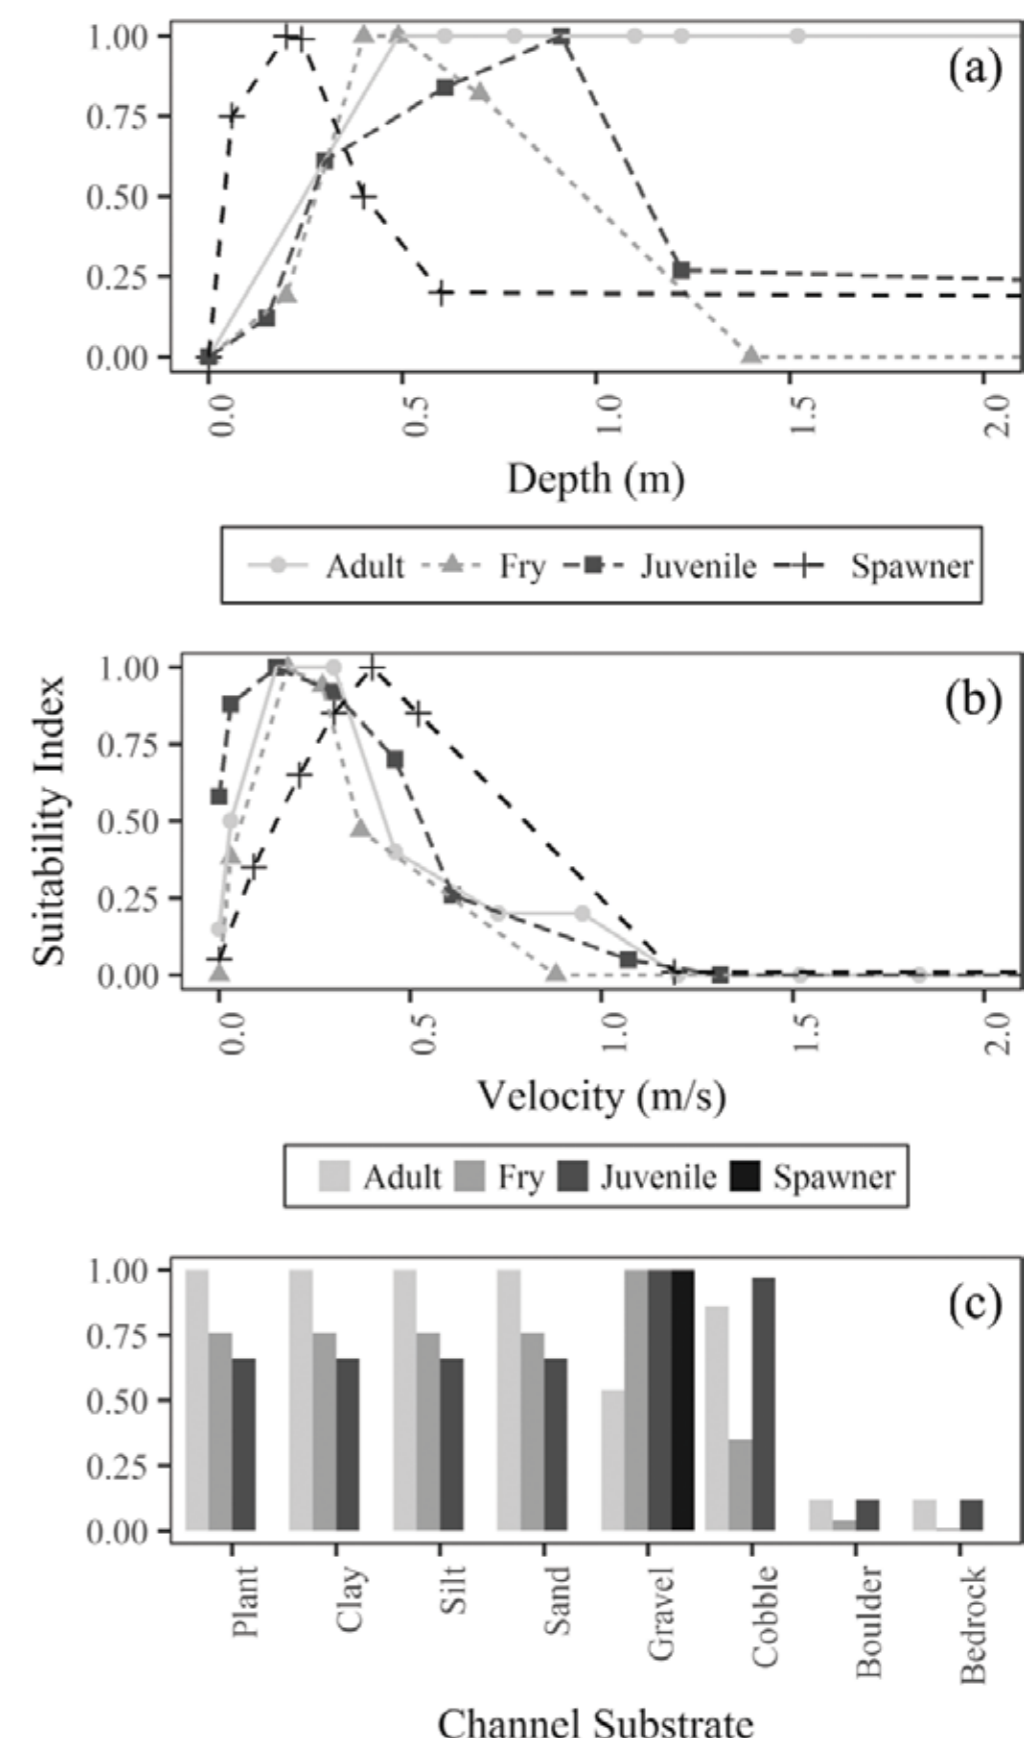 1.00
(a)
0.75
0.50
0.25
0.00
0.0 0.5 1.0 1.5 2.0
Depth (m)
Adult Fry Juvenile Spawner
Suitability Index
1.00
(b)
0.75
0.50
0.25
0.00
0.0 0.5 1.0 1.5 2.0
Velocity (m/s)
Adult Fry Juvenile Spawner
1.00
(c)
0.75
0.50
0.25
0.00
Plant Clay Silt Sand Gravel Cobble Boulder Bedrock
Channel Substrate